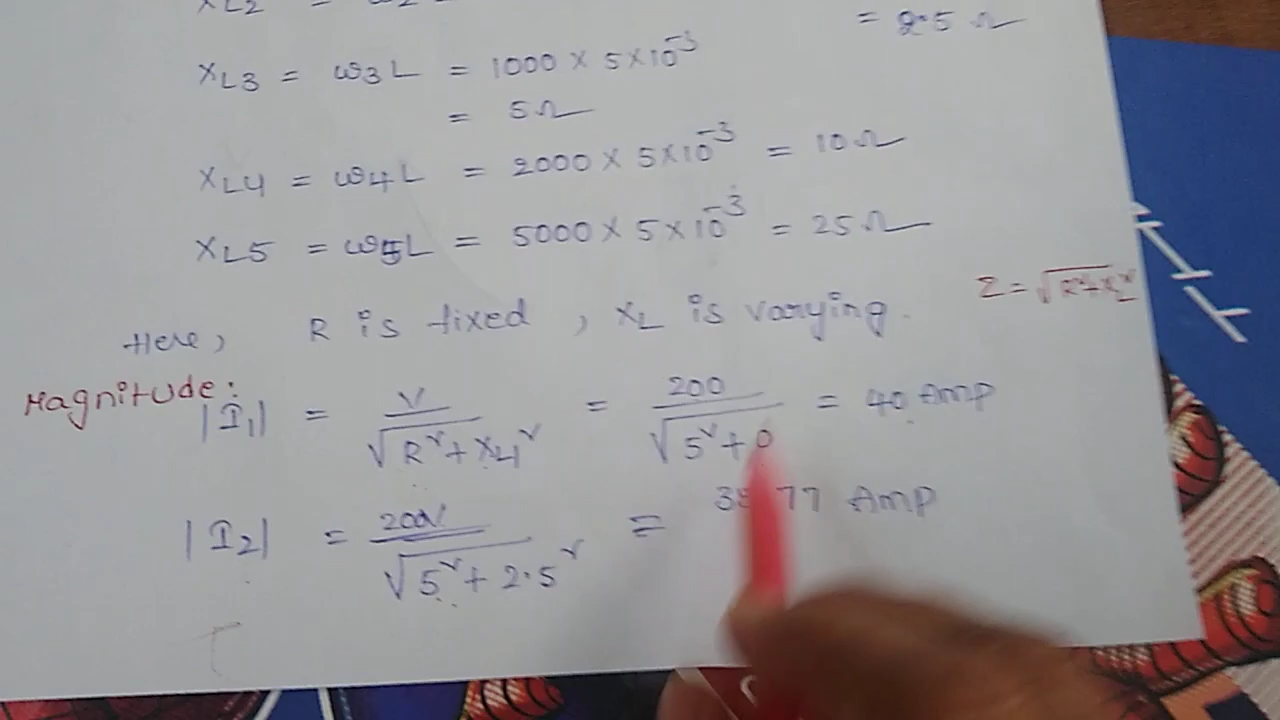 XL2 =
= 2.5 Ω
XL3 = ω3L = 1000 × 5×10⁻³
= 5Ω
XL4 = ω4L = 2000 × 5×10⁻³ = 10Ω
XL5 = ω5L = 5000 × 5×10⁻³ = 25Ω
Z = √R²+XL²
Here, R is fixed, XL is varying.
Magnitude:
|I1| = V/√R²+XL1² = 200/√5²+0 = 40 Amp
|I2| = 200V/√5²+2.5² = Amp